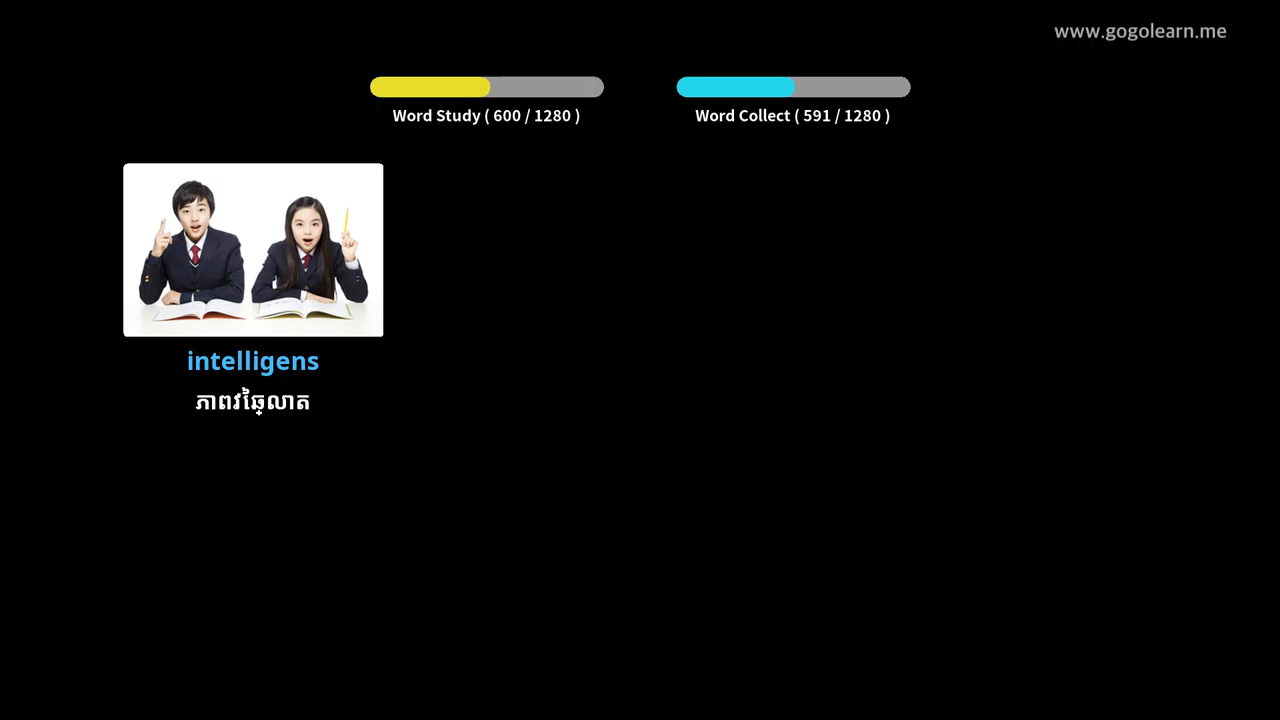 www.gogolearn.me
Word Study ( 600 / 1280 )
Word Collect ( 591 / 1280 )
intelligens
ភាពវៃឆ្លាត